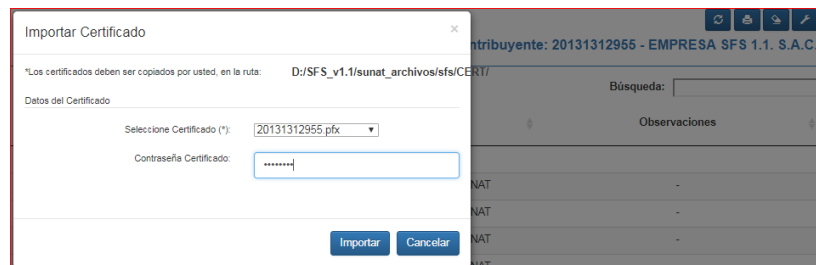 Importar Certificado ×
ntribuyente: 20131312955 - EMPRESA SFS 1.1. S.A.C.
*Los certificados deben ser copiados por usted, en la ruta: D:/SFS_v1.1/sunat_archivos/sfs/CERT/
Búsqueda:
Datos del Certificado
Observaciones
Seleccione Certificado (*): 20131312955.pfx
Contraseña Certificado: ••••••••
NAT -
NAT -
NAT -
Importar Cancelar
NAT